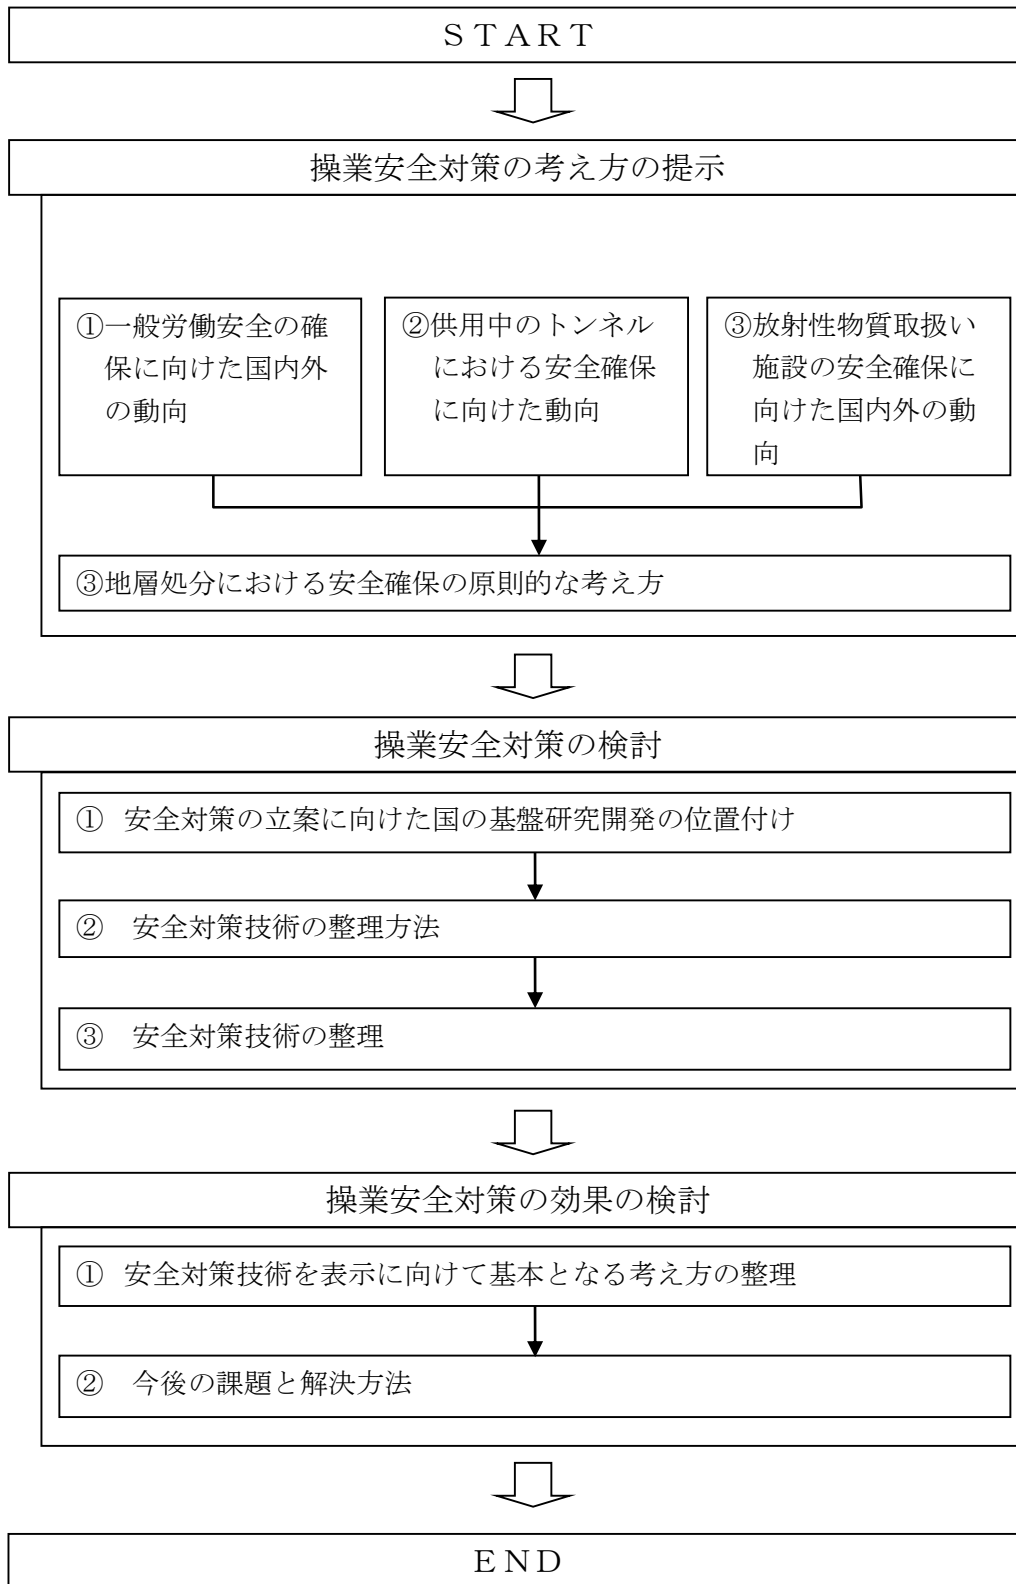 ＳＴＡＲＴ
操業安全対策の考え方の提示
①一般労働安全の確
保に向けた国内外
の動向
②供用中のトンネル
における安全確保
に向けた動向
③放射性物質取扱い
施設の安全確保に
向けた国内外の動
向
③地層処分における安全確保の原則的な考え方
操業安全対策の検討
① 安全対策の立案に向けた国の基盤研究開発の位置付け
②　安全対策技術の整理方法
③　安全対策技術の整理
操業安全対策の効果の検討
① 安全対策技術を表示に向けて基本となる考え方の整理
②　今後の課題と解決方法
ＥＮＤ